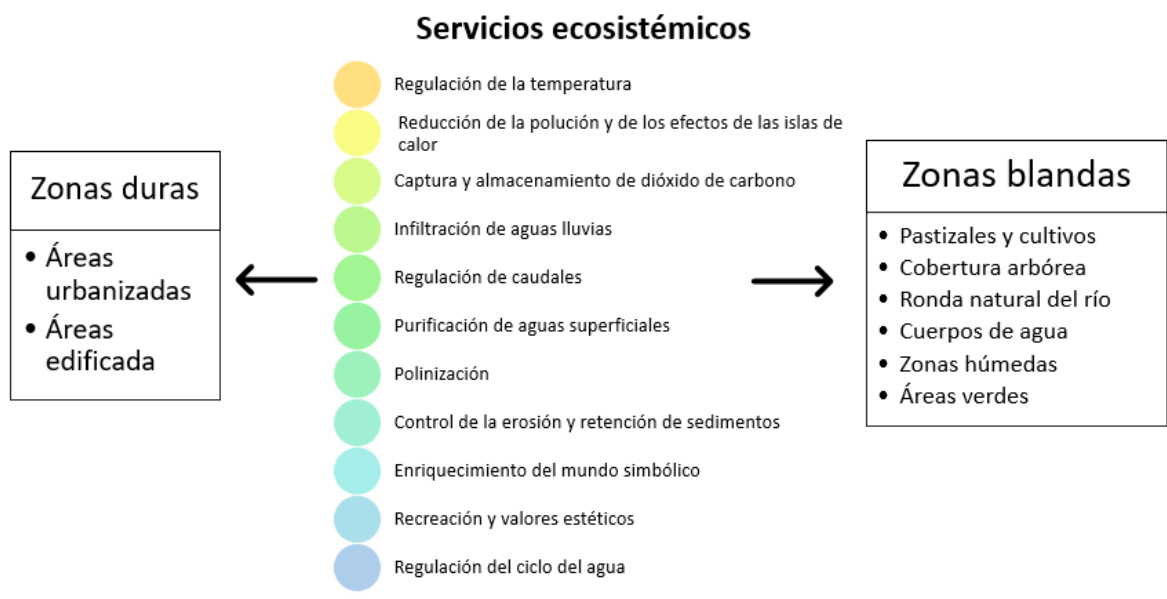 Servicios ecosistémicos
Zonas duras
• Áreas
urbanizadas
• Áreas
edificada
Regulación de la temperatura
Reducción de la polución y de los efectos de las islas de
calor
Captura y almacenamiento de dióxido de carbono
Infiltración de aguas lluvias
Regulación de caudales
Purificación de aguas superficiales
Polinización
Control de la erosión y retención de sedimentos
Enriquecimiento del mundo simbólico
Recreación y valores estéticos
Regulación del ciclo del agua
Zonas blandas
• Pastizales y cultivos
• Cobertura arbórea
• Ronda natural del río
• Cuerpos de agua
• Zonas húmedas
• Áreas verdes